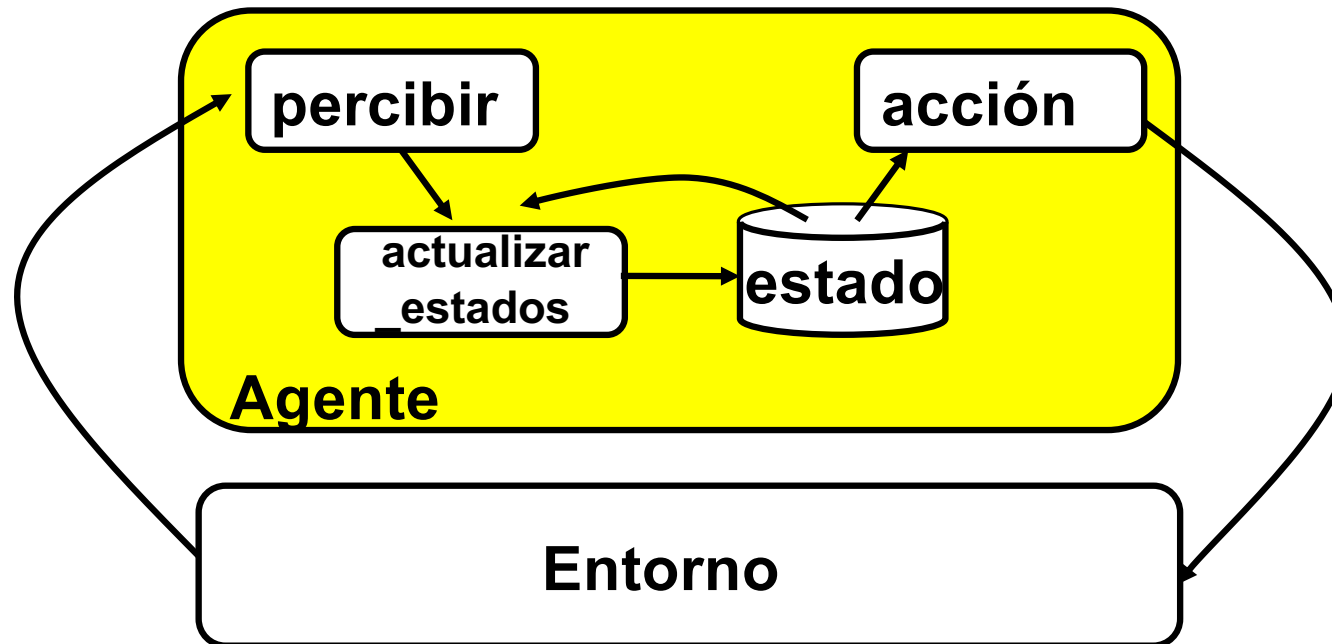 percibir
acción
actualizar
_estados
estado
Agente
Entorno